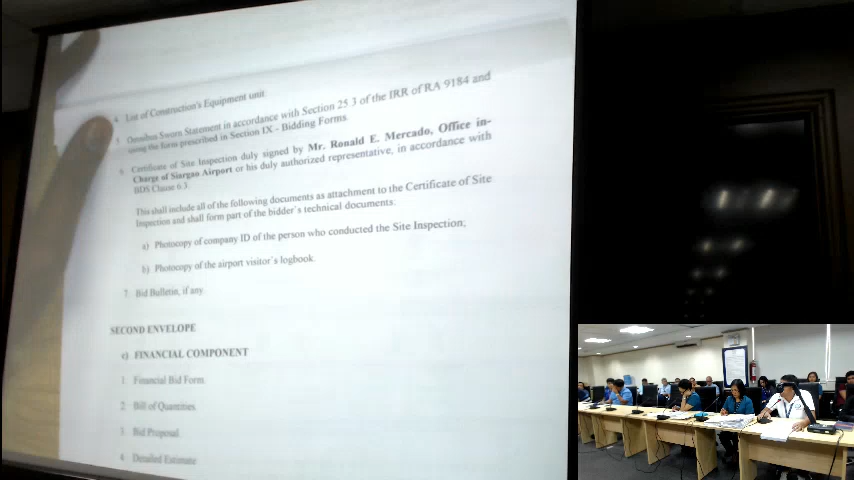 4. List of Construction's Equipment unit
5. Omnibus Sworn Statement in accordance with Section 25.3 of the IRR of RA 9184 and
using the form prescribed in Section IX - Bidding Forms.
6. Certificate of Site Inspection duly signed by Mr. Ronald E. Mercado, Office in-
Charge of Siargao Airport or his duly authorized representative, in accordance with
BDS Clause 6.3.
This shall include all of the following documents as attachment to the Certificate of Site
Inspection and shall form part of the bidder's technical documents.
a) Photocopy of company ID of the person who conducted the Site Inspection;
b) Photocopy of the airport visitor's logbook.
7. Bid Bulletin, if any
SECOND ENVELOPE
c) FINANCIAL COMPONENT
1. Financial Bid Form
2. Bill of Quantities
3. Bid Proposal
4. Detailed Estimate